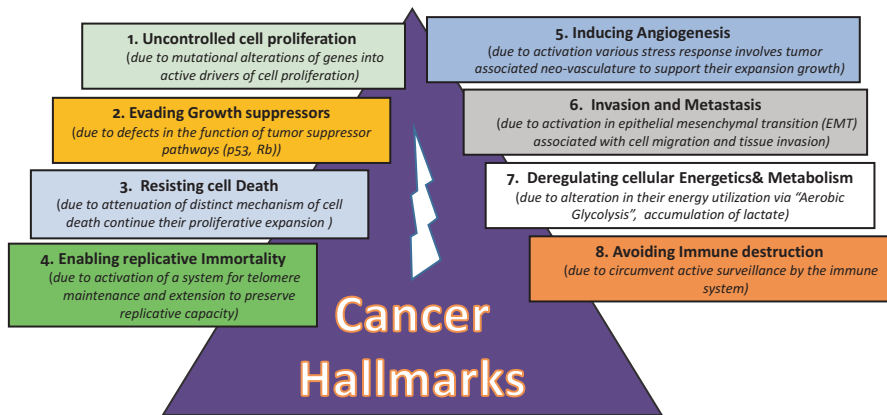 1. Uncontrolled cell proliferation
(due to mutational alterations of genes into
active drivers of cell proliferation)
2. Evading Growth suppressors
(due to defects in the function of tumor suppressor
pathways (p53, Rb))
3. Resisting cell Death
(due to attenuation of distinct mechanism of cell
death continue their proliferative expansion )
4. Enabling replicative Immortality
(due to activation of a system for telomere
maintenance and extension to preserve
replicative capacity)
5. Inducing Angiogenesis
(due to activation various stress response involves tumor
associated neo-vasculature to support their expansion growth)
6. Invasion and Metastasis
(due to activation in epithelial mesenchymal transition (EMT)
associated with cell migration and tissue invasion)
7. Deregulating cellular Energetics& Metabolism
(due to alteration in their energy utilization via “Aerobic
Glycolysis”, accumulation of lactate)
8. Avoiding Immune destruction
(due to circumvent active surveillance by the immune
system)
Cancer
Hallmarks